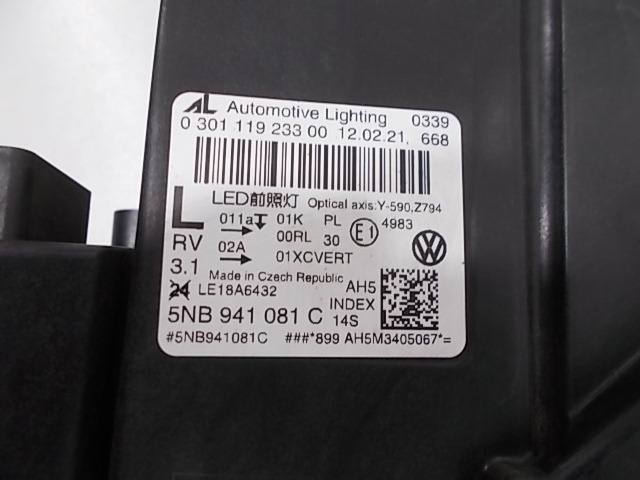 AL Automotive Lighting 0339
0 301 119 233 00 12.02.21, 668
LED前照灯 Optical axis:Y-590,Z794
L 011a 01K PL E1 4983
00RL 30
RV 02A 01XCVERT
3.1 Made in Czech Republic
24 LE18A6432 AH5
INDEX
5NB 941 081 C 14S
#5NB941081C ###*899 AH5M3405067*=